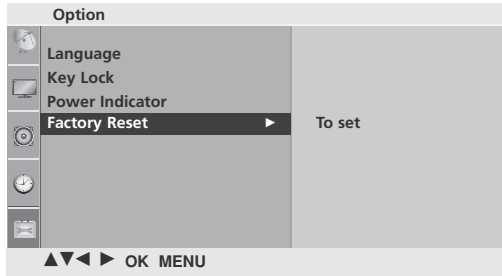 Option
Language
Key Lock
Power Indicator
Factory Reset ► To set
▲▼◄ ► OK MENU